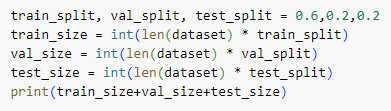 train_split, val_split, test_split = 0.6,0.2,0.2
train_size = int(len(dataset) * train_split)
val_size = int(len(dataset) * val_split)
test_size = int(len(dataset) * test_split)
print(train_size+val_size+test_size)